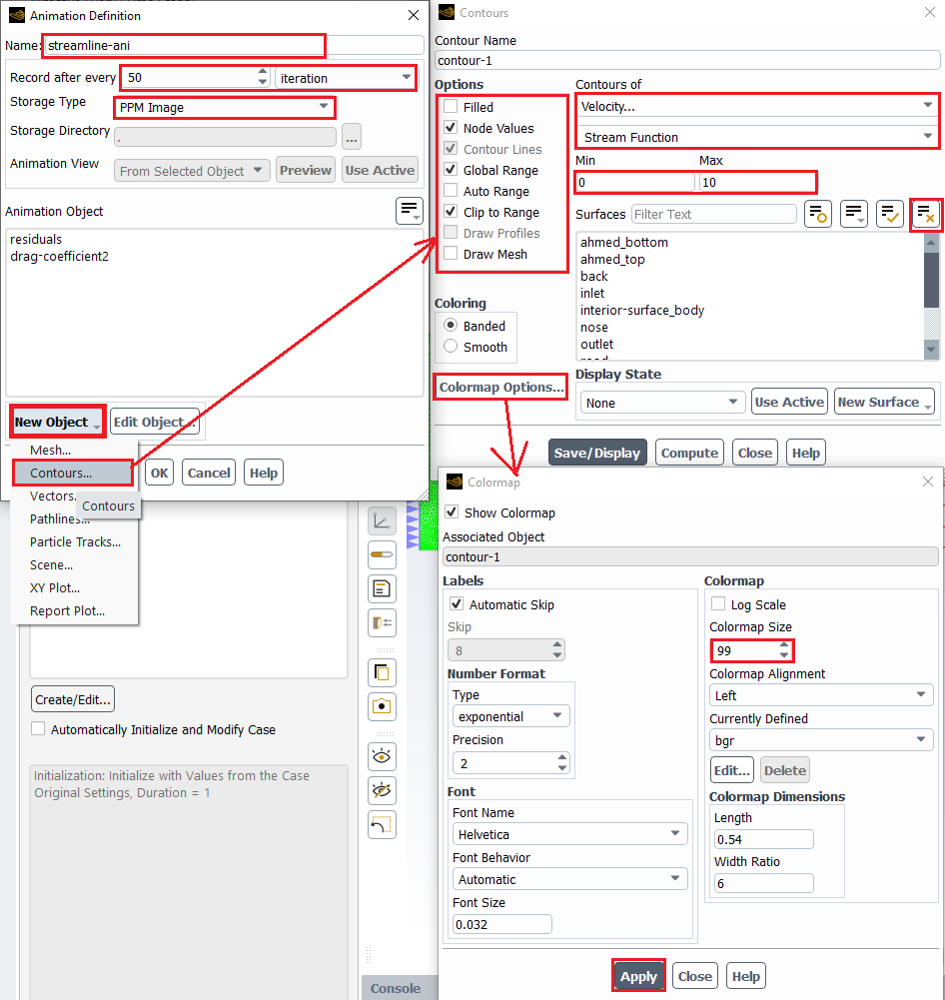 Animation Definition
Name: streamline-ani
Record after every 50 iteration
Storage Type PPM Image
Storage Directory . ...
Animation View From Selected Object Preview Use Active
Animation Object
residuals
drag-coefficient2
New Object Edit Object...
OK Cancel Help
Mesh...
Contours...
Vectors.
Contours
Pathlines...
Particle Tracks...
Scene...
XY Plot...
Report Plot...
Create/Edit...
Automatically Initialize and Modify Case
Initialization: Initialize with Values from the Case
Original Settings, Duration = 1
Console
Contours
Contour Name
contour-1
Options
Filled
Node Values
Contour Lines
Global Range
Auto Range
Clip to Range
Draw Profiles
Draw Mesh
Coloring
Banded
Smooth
Colormap Options...
Contours of
Velocity...
Stream Function
Min Max
0 10
Surfaces Filter Text
ahmed_bottom
ahmed_top
back
inlet
interior-surface_body
nose
outlet
Display State
None Use Active New Surface
Save/Display Compute Close Help
Colormap
Show Colormap
Associated Object
contour-1
Labels
Automatic Skip
Skip
8
Number Format
Type
exponential
Precision
2
Font
Font Name
Helvetica
Font Behavior
Automatic
Font Size
0.032
Colormap
Log Scale
Colormap Size
99
Colormap Alignment
Left
Currently Defined
bgr
Edit... Delete
Colormap Dimensions
Length
0.54
Width Ratio
6
Apply Close Help